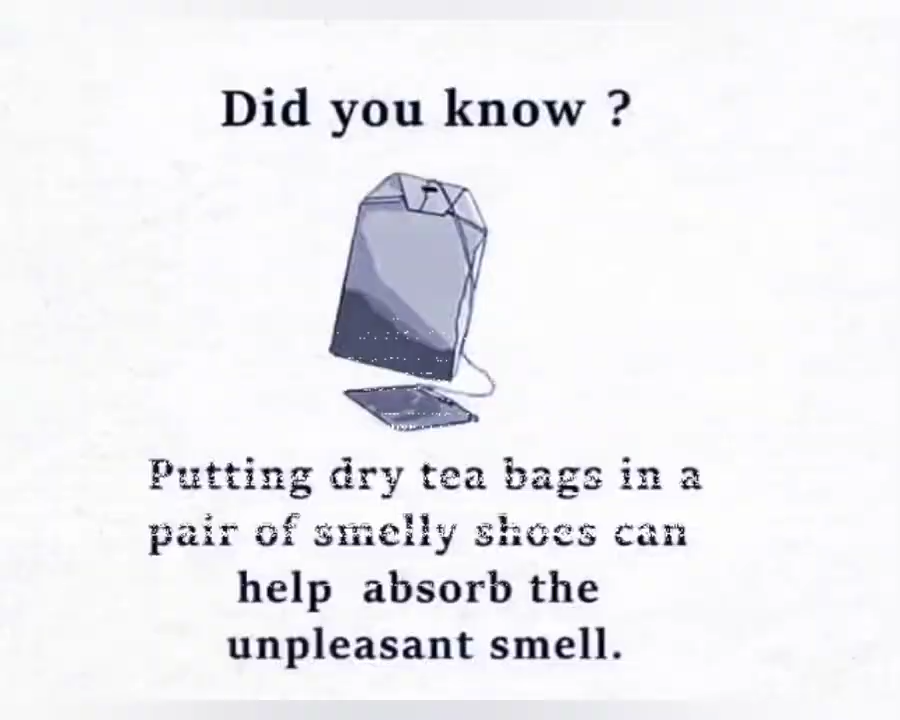 Did you know ?
Putting dry tea bags in a
pair of smelly shoes can
help absorb the
unpleasant smell.